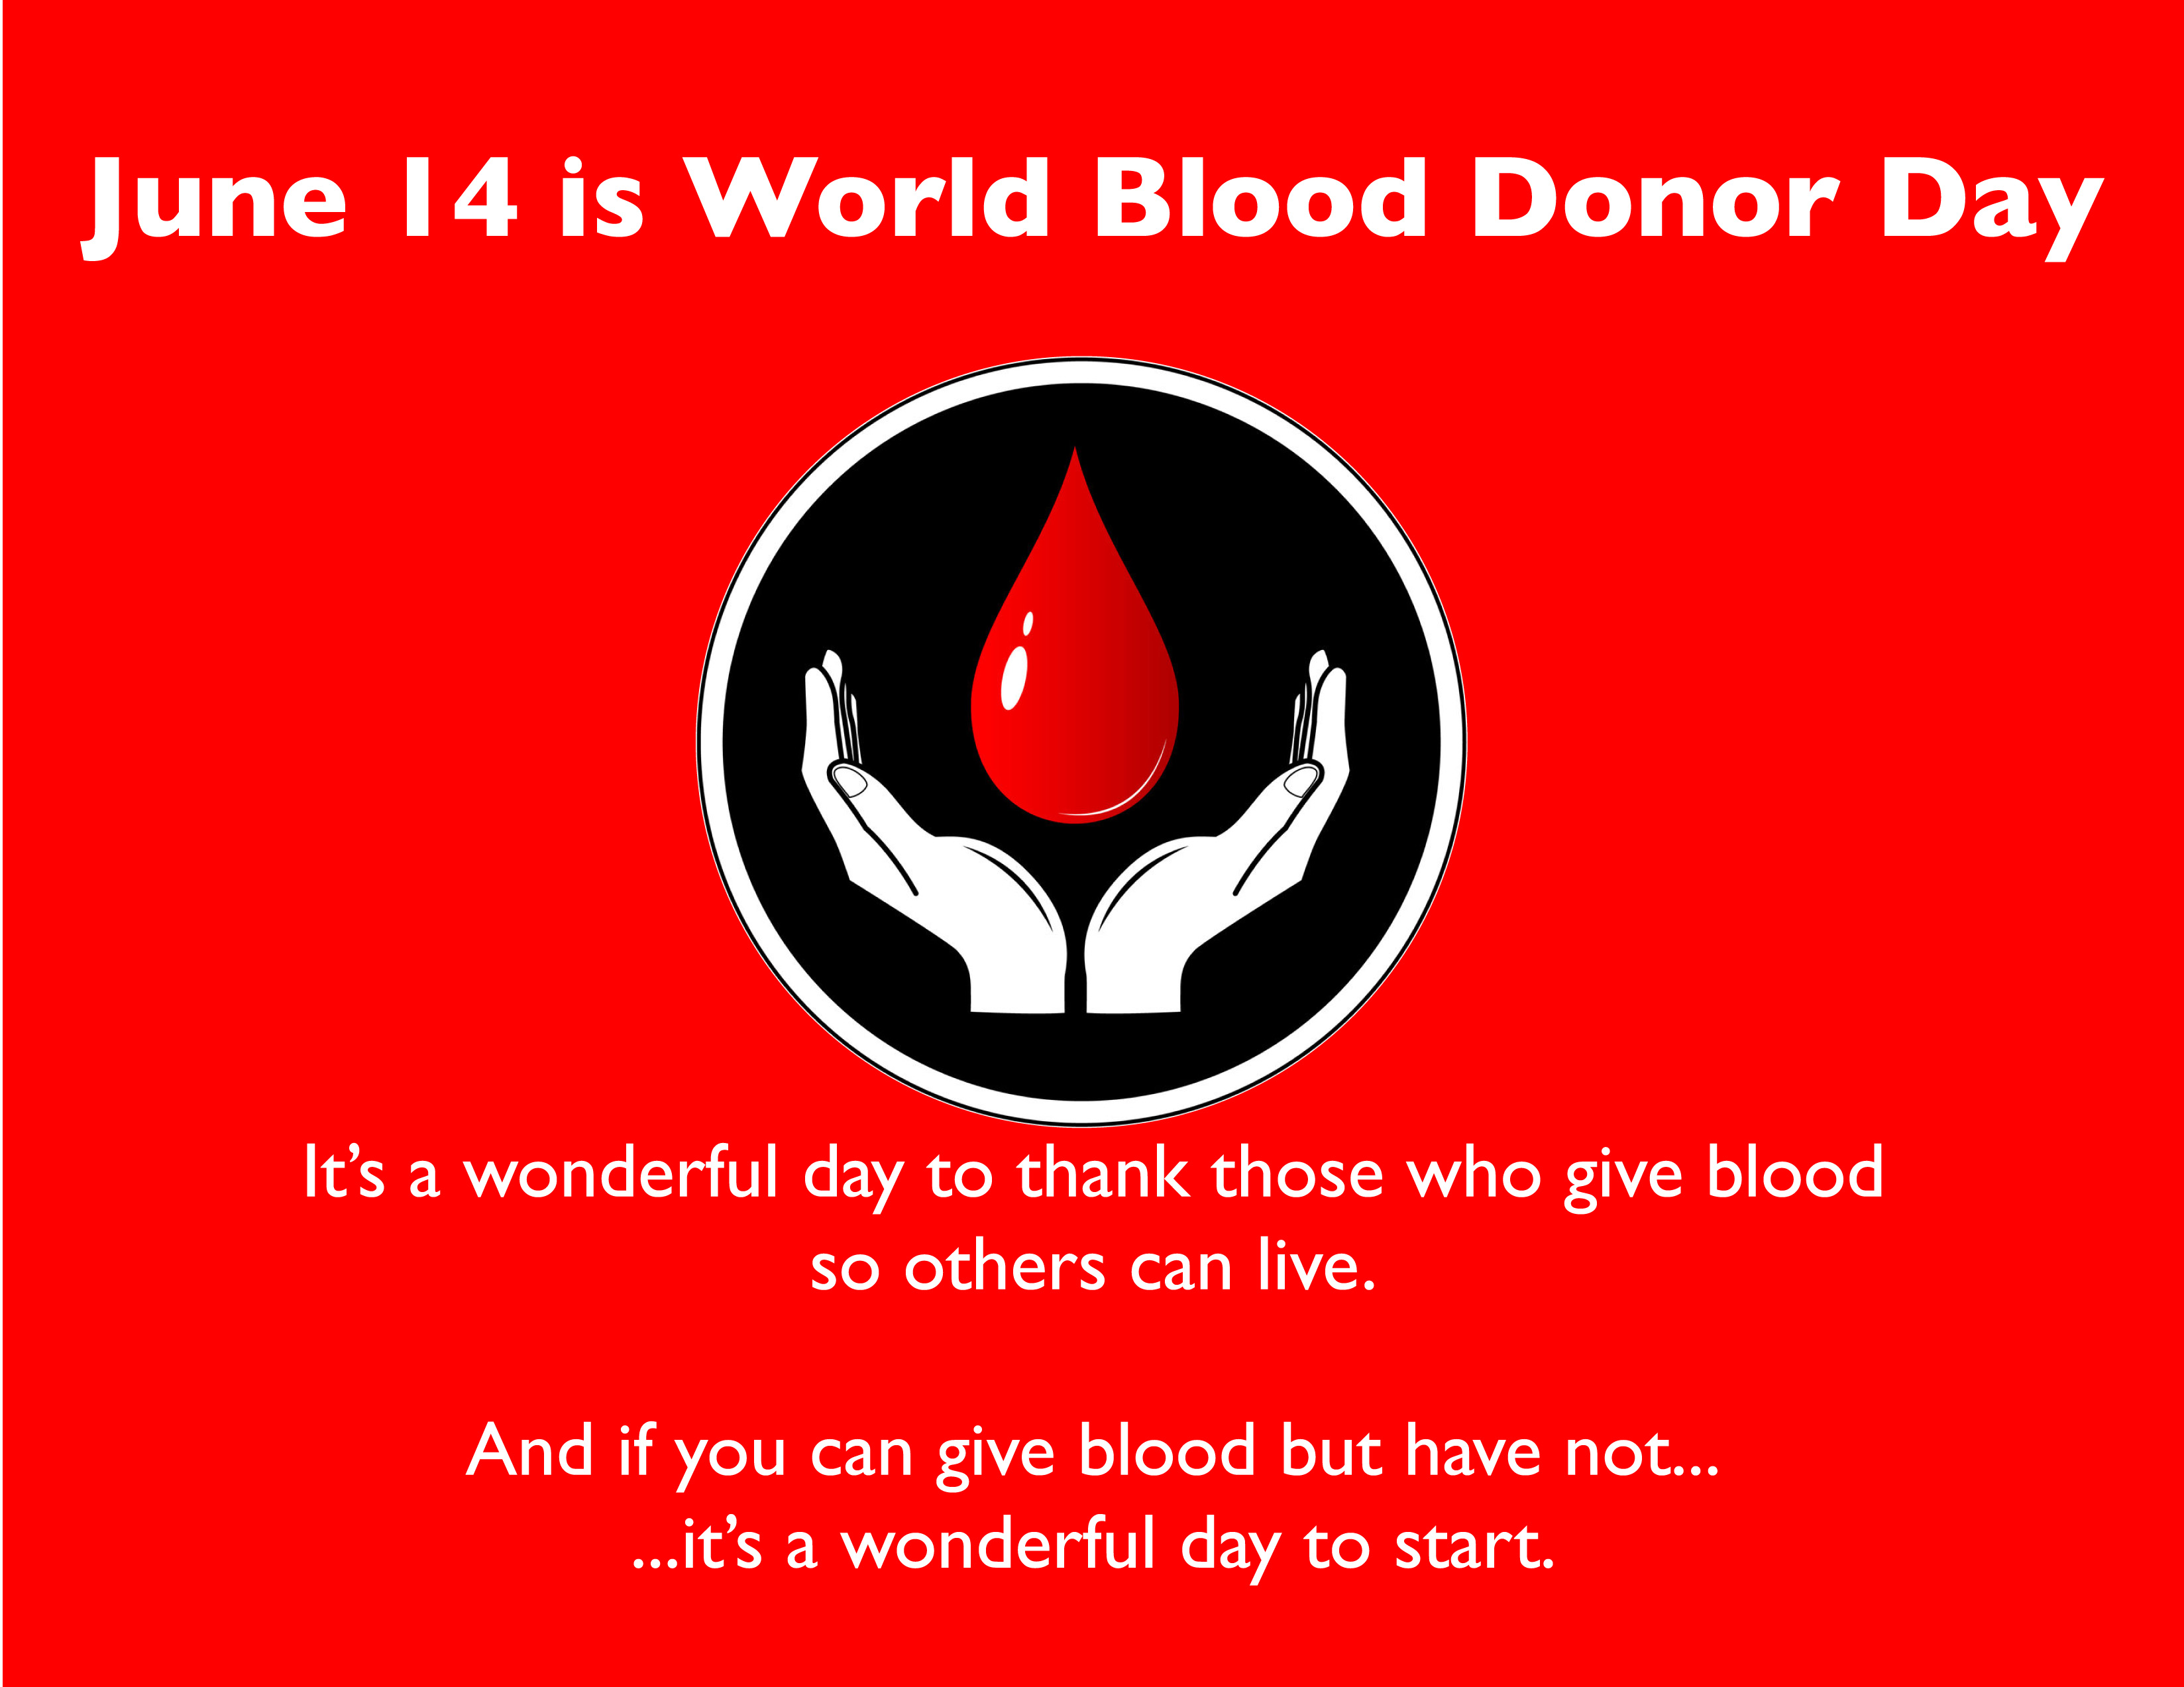 June 14 is World Blood Donor Day
It’s a wonderful day to thank those who give blood
so others can live.
And if you can give blood but have not...
...it’s a wonderful day to start.